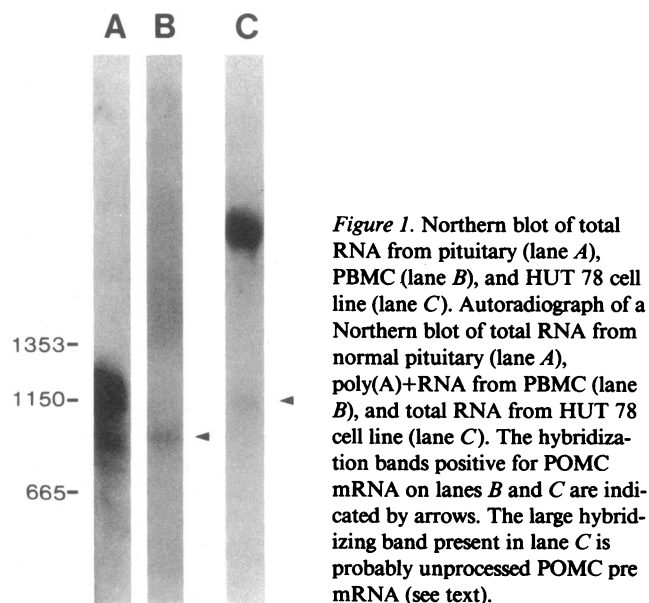 A B C
1353-
1150-
665-
Figure 1. Northern blot of total
RNA from pituitary (lane A),
PBMC (lane B), and HUT 78 cell
line (lane C). Autoradiograph of a
Northern blot of total RNA from
normal pituitary (lane A),
poly(A)+RNA from PBMC (lane
B), and total RNA from HUT 78
cell line (lane C). The hybridiza-
tion bands positive for POMC
mRNA on lanes B and C are indi-
cated by arrows. The large hybrid-
izing band present in lane C is
probably unprocessed POMC pre
mRNA (see text).